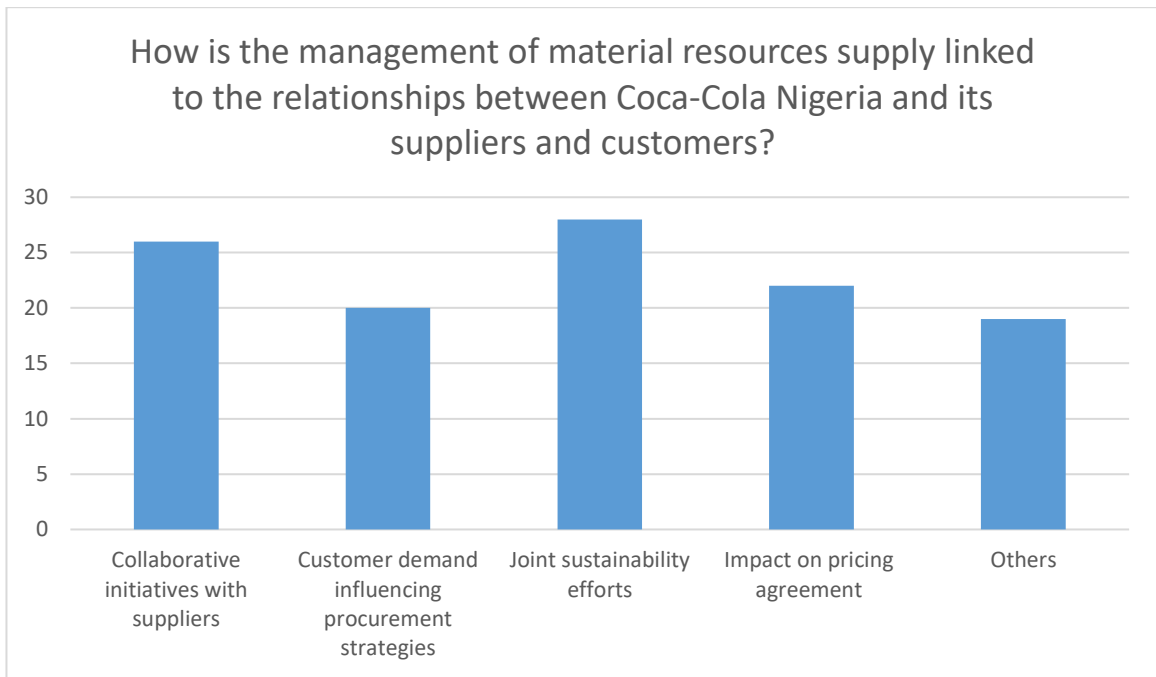 How is the management of material resources supply linked
to the relationships between Coca-Cola Nigeria and its
suppliers and customers?
30
25
20
15
10
5
0
Collaborative
initiatives with
suppliers
Customer demand
influencing
procurement
strategies
Joint sustainability
efforts
Impact on pricing
agreement
Others